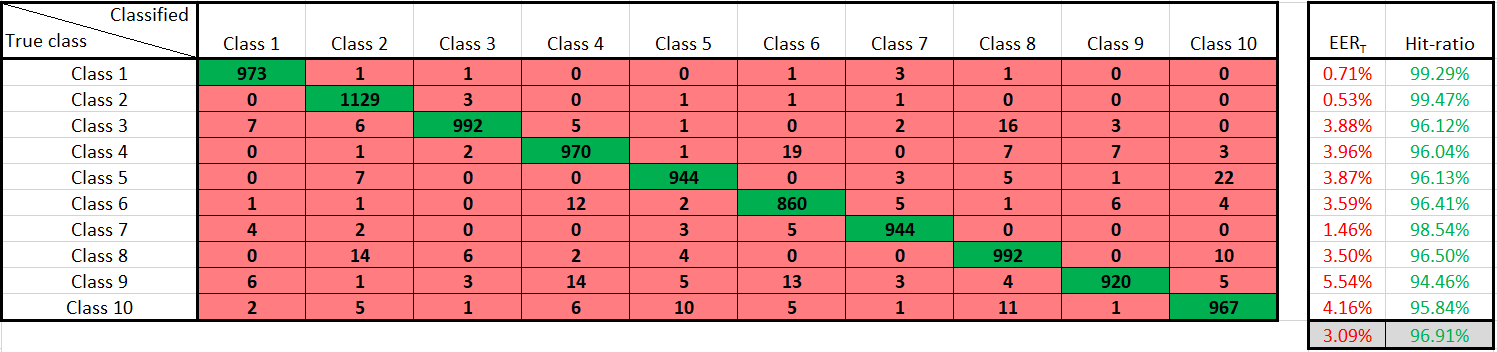 Classified
True class Class 1 Class 2 Class 3 Class 4 Class 5 Class 6 Class 7 Class 8 Class 9 Class 10 EER_T Hit-ratio
Class 1 973 1 1 0 0 1 3 1 0 0 0.71% 99.29%
Class 2 0 1129 3 0 1 1 1 0 0 0 0.53% 99.47%
Class 3 7 6 992 5 1 0 2 16 3 0 3.88% 96.12%
Class 4 0 1 2 970 1 19 0 7 7 3 3.96% 96.04%
Class 5 0 7 0 0 944 0 3 5 1 22 3.87% 96.13%
Class 6 1 1 0 12 2 860 5 1 6 4 3.59% 96.41%
Class 7 4 2 0 0 3 5 944 0 0 0 1.46% 98.54%
Class 8 0 14 6 2 4 0 0 992 0 10 3.50% 96.50%
Class 9 6 1 3 14 5 13 3 4 920 5 5.54% 94.46%
Class 10 2 5 1 6 10 5 1 11 1 967 4.16% 95.84%
3.09% 96.91%